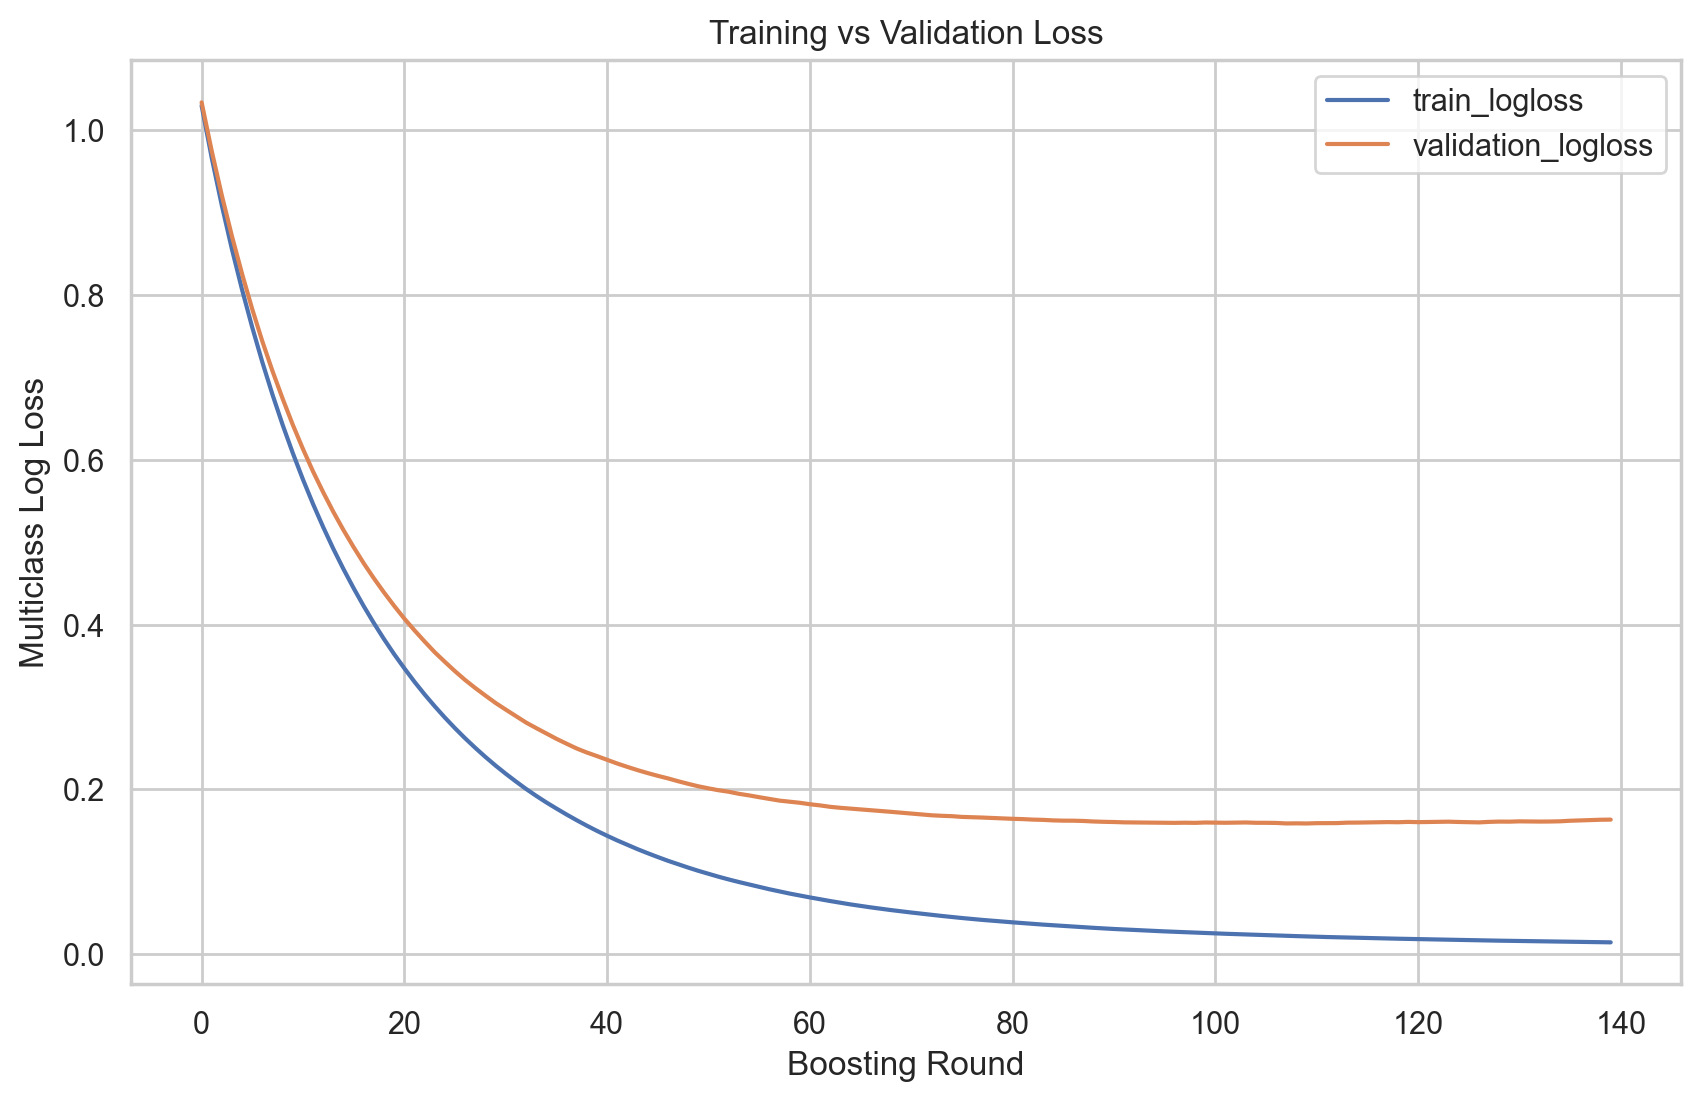 Training vs Validation Loss
train_logloss
validation_logloss
Multiclass Log Loss
1.0
0.8
0.6
0.4
0.2
0.0
0 20 40 60 80 100 120 140
Boosting Round